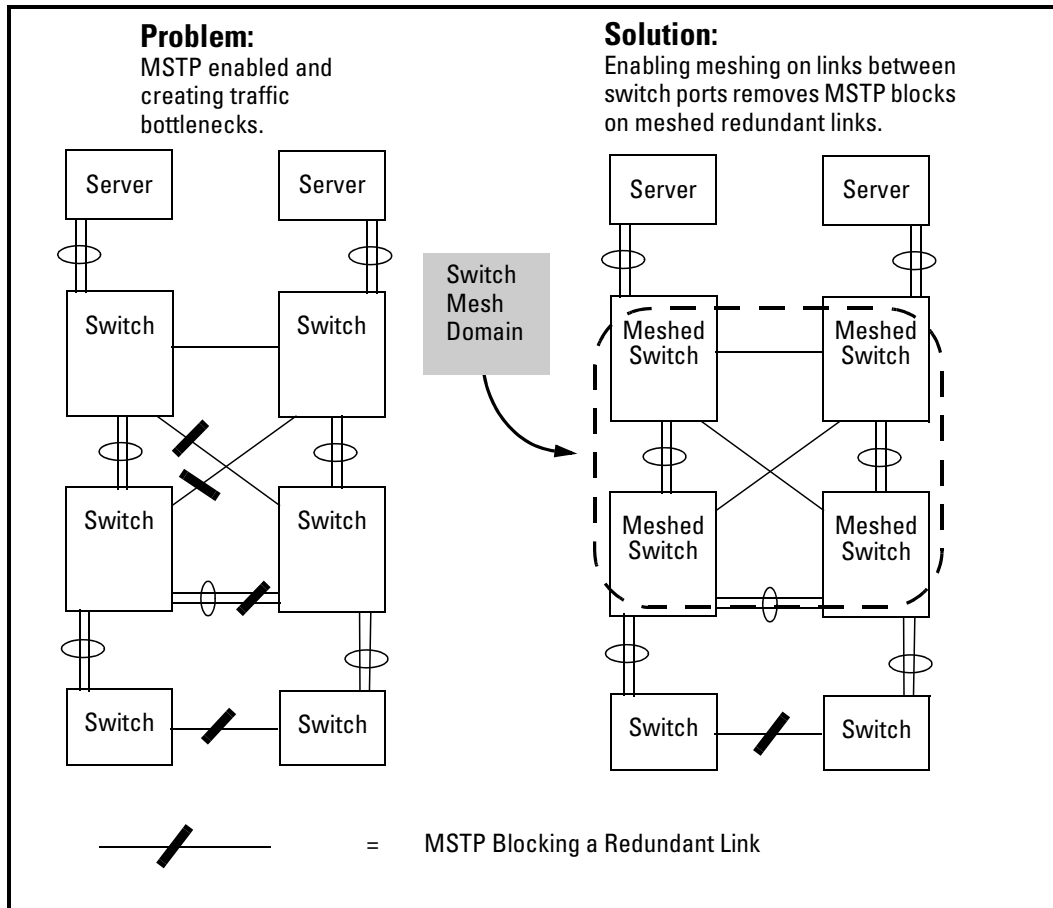 Problem:
MSTP enabled and
creating traffic
bottlenecks.
Server
Server
Switch
Switch
Switch
Switch
Switch
Switch
Solution:
Enabling meshing on links between
switch ports removes MSTP blocks
on meshed redundant links.
Server
Server
Switch
Mesh
Domain
Meshed
Switch
Meshed
Switch
Meshed
Switch
Meshed
Switch
Switch
Switch
= MSTP Blocking a Redundant Link